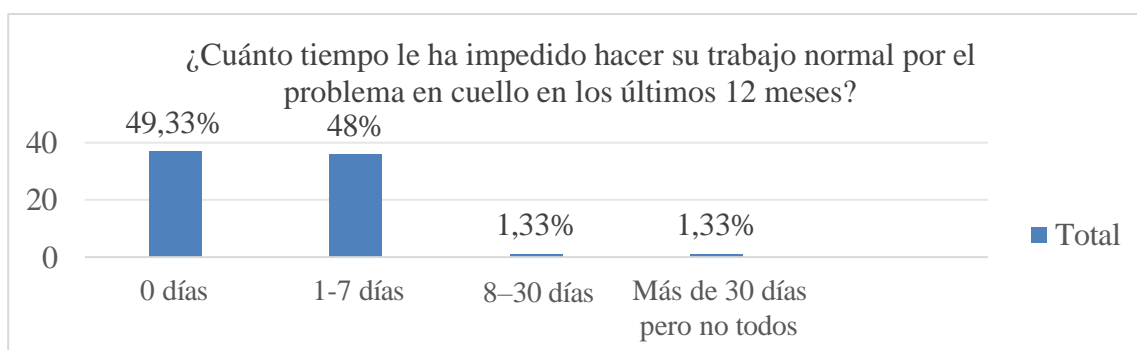 ¿Cuánto tiempo le ha impedido hacer su trabajo normal por el
problema en cuello en los últimos 12 meses?
49,33%
48%
1,33%
1,33%
40
20
0
0 días
1-7 días
8–30 días
Más de 30 días
pero no todos
Total